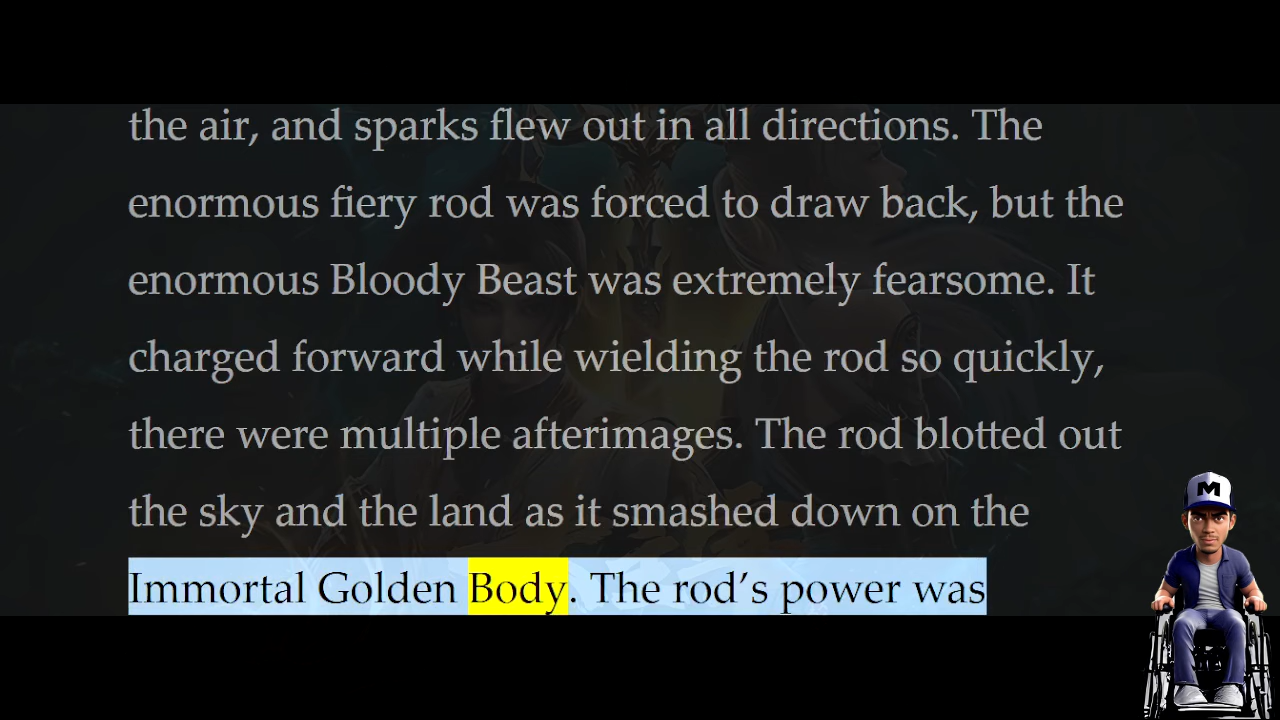 the air, and sparks flew out in all directions. The
enormous fiery rod was forced to draw back, but the
enormous Bloody Beast was extremely fearsome. It
charged forward while wielding the rod so quickly,
there were multiple afterimages. The rod blotted out
the sky and the land as it smashed down on the
Immortal Golden Body. The rod’s power was
M